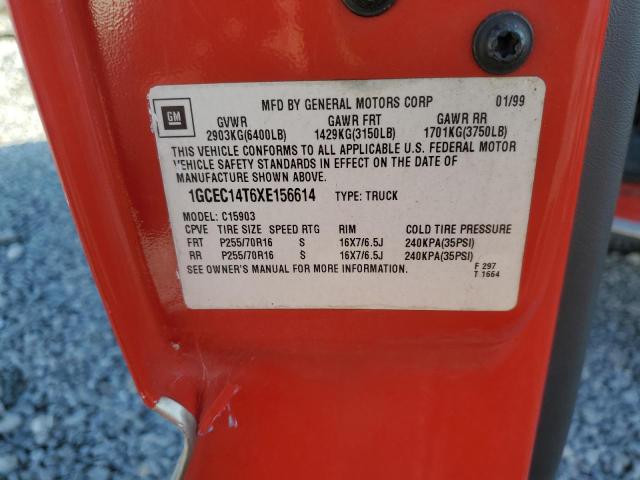 MFD BY GENERAL MOTORS CORP 01/99
GM
GVWR GAWR FRT GAWR RR
2903KG(6400LB) 1429KG(3150LB) 1701KG(3750LB)
THIS VEHICLE CONFORMS TO ALL APPLICABLE U.S. FEDERAL MOTOR
VEHICLE SAFETY STANDARDS IN EFFECT ON THE DATE OF
MANUFACTURE SHOWN ABOVE.
1GCEC14T6XE156614 TYPE: TRUCK
MODEL: C15903
CPVE TIRE SIZE SPEED RTG RIM COLD TIRE PRESSURE
FRT P255/70R16 S 16X7/6.5J 240KPA(35PSI)
RR P255/70R16 S 16X7/6.5J 240KPA(35PSI)
SEE OWNER'S MANUAL FOR MORE INFORMATION.
F 297
T 1664